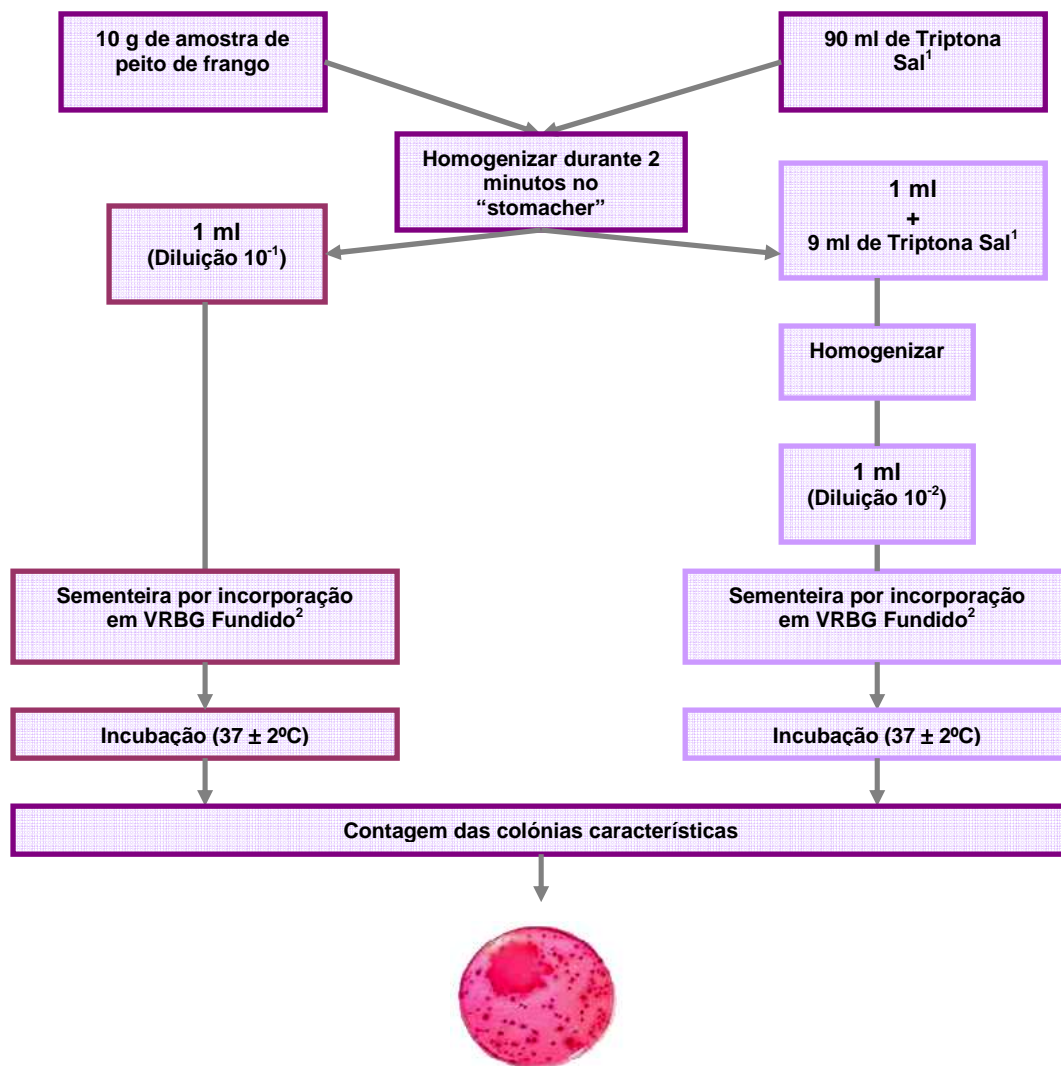 10 g de amostra de
peito de frango
90 ml de Triptona
Sal¹
Homogenizar durante 2
minutos no
“stomacher”
1 ml
(Diluição 10⁻¹)
1 ml
+
9 ml de Triptona Sal¹
Homogenizar
1 ml
(Diluição 10⁻²)
Sementeira por incorporação
em VRBG Fundido²
Sementeira por incorporação
em VRBG Fundido²
Incubação (37 ± 2ºC)
Incubação (37 ± 2ºC)
Contagem das colónias características